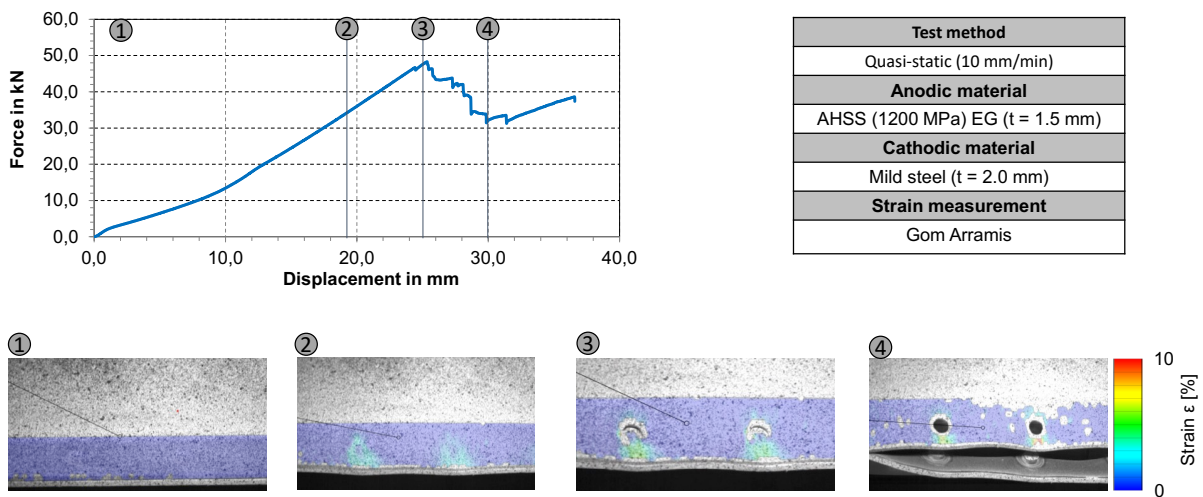 1
2
3
4
60,0
50,0
40,0
30,0
20,0
10,0
0,0
Force in kN
0,0
10,0
20,0
30,0
40,0
Displacement in mm
Test method
Quasi-static (10 mm/min)
Anodic material
AHSS (1200 MPa) EG (t = 1.5 mm)
Cathodic material
Mild steel (t = 2.0 mm)
Strain measurement
Gom Arramis
1
2
3
4
10
Strain ε [%]
0